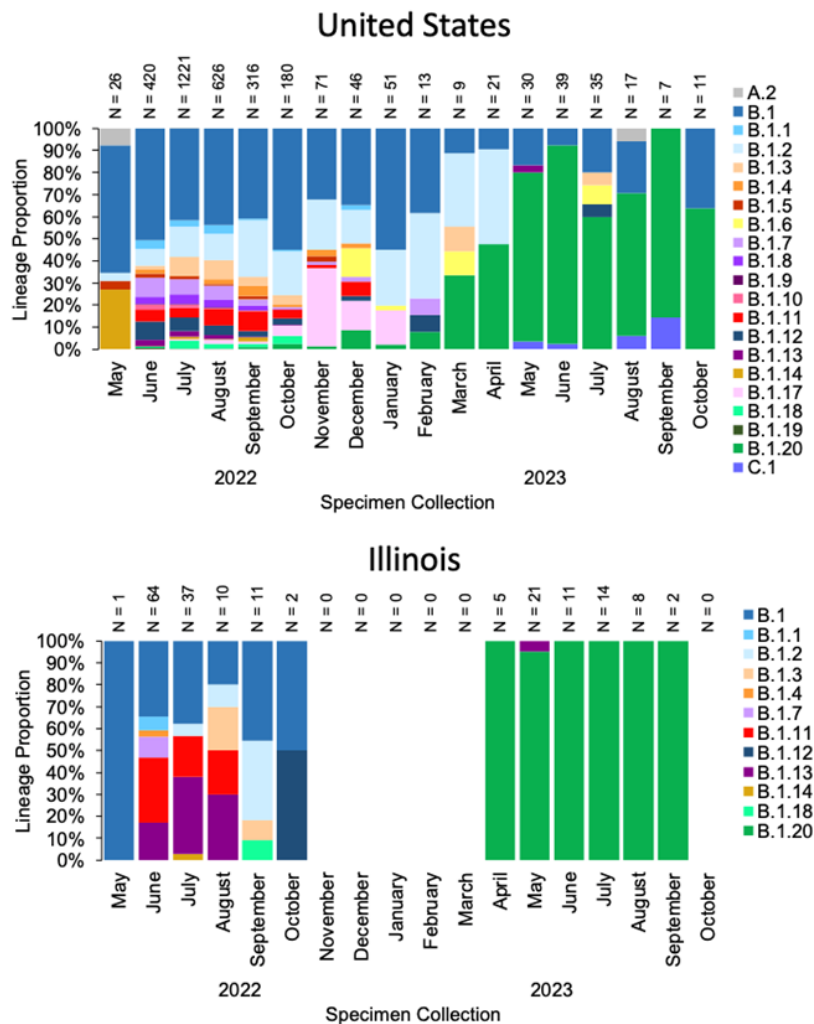 United States
N = 26
N = 420
N = 1221
N = 626
N = 316
N = 180
N = 71
N = 46
N = 51
N = 13
N = 9
N = 21
N = 30
N = 39
N = 35
N = 17
N = 7
N = 11
Lineage Proportion
100%
90%
80%
70%
60%
50%
40%
30%
20%
10%
0%
May
June
July
August
September
October
November
December
January
February
March
April
May
June
July
August
September
October
2022
2023
Specimen Collection
A.2
B.1
B.1.1
B.1.2
B.1.3
B.1.4
B.1.5
B.1.6
B.1.7
B.1.8
B.1.9
B.1.10
B.1.11
B.1.12
B.1.13
B.1.14
B.1.17
B.1.18
B.1.19
B.1.20
C.1
Illinois
N = 1
N = 64
N = 37
N = 10
N = 11
N = 2
N = 0
N = 0
N = 0
N = 0
N = 0
N = 5
N = 21
N = 11
N = 14
N = 8
N = 2
N = 0
Lineage Proportion
100%
90%
80%
70%
60%
50%
40%
30%
20%
10%
0%
May
June
July
August
September
October
November
December
January
February
March
April
May
June
July
August
September
October
2022
2023
Specimen Collection
B.1
B.1.1
B.1.2
B.1.3
B.1.4
B.1.7
B.1.11
B.1.12
B.1.13
B.1.14
B.1.18
B.1.20